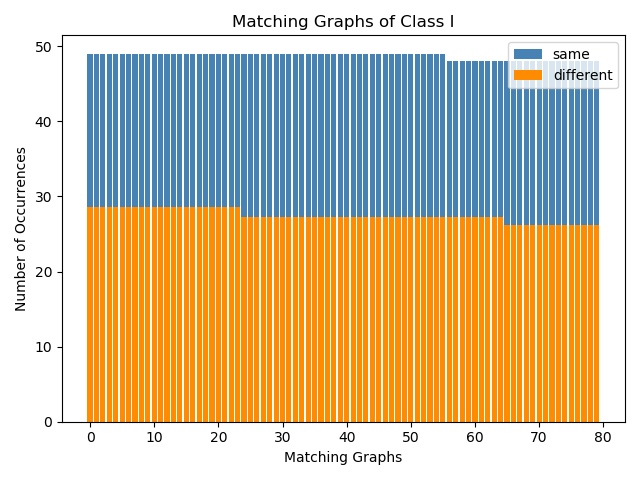 Matching Graphs of Class I
same
different
Number of Occurrences
50
40
30
20
10
0
0 10 20 30 40 50 60 70 80
Matching Graphs